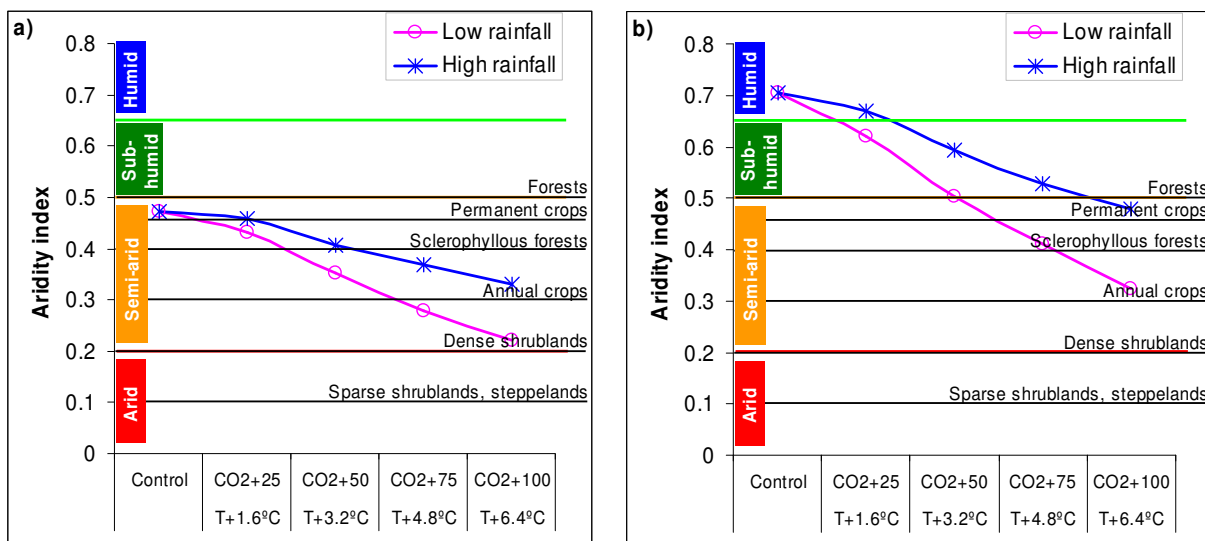 a)
0.8
0.7
0.6
0.5
0.4
0.3
0.2
0.1
0
Aridity index
Humid
Sub-
humid
Semi-arid
Arid
Low rainfall
High rainfall
Forests
Permanent crops
Sclerophyllous forests
Annual crops
Dense shrublands
Sparse shrublands, steppelands
Control CO2+25 CO2+50 CO2+75 CO2+100
T+1.6ºC T+3.2ºC T+4.8ºC T+6.4ºC
b)
0.8
0.7
0.6
0.5
0.4
0.3
0.2
0.1
0
Aridity index
Humid
Sub-
humid
Semi-arid
Arid
Low rainfall
High rainfall
Forests
Permanent crops
Sclerophyllous forests
Annual crops
Dense shrublands
Sparse shrublands, steppelands
Control CO2+25 CO2+50 CO2+75 CO2+100
T+1.6ºC T+3.2ºC T+4.8ºC T+6.4ºC